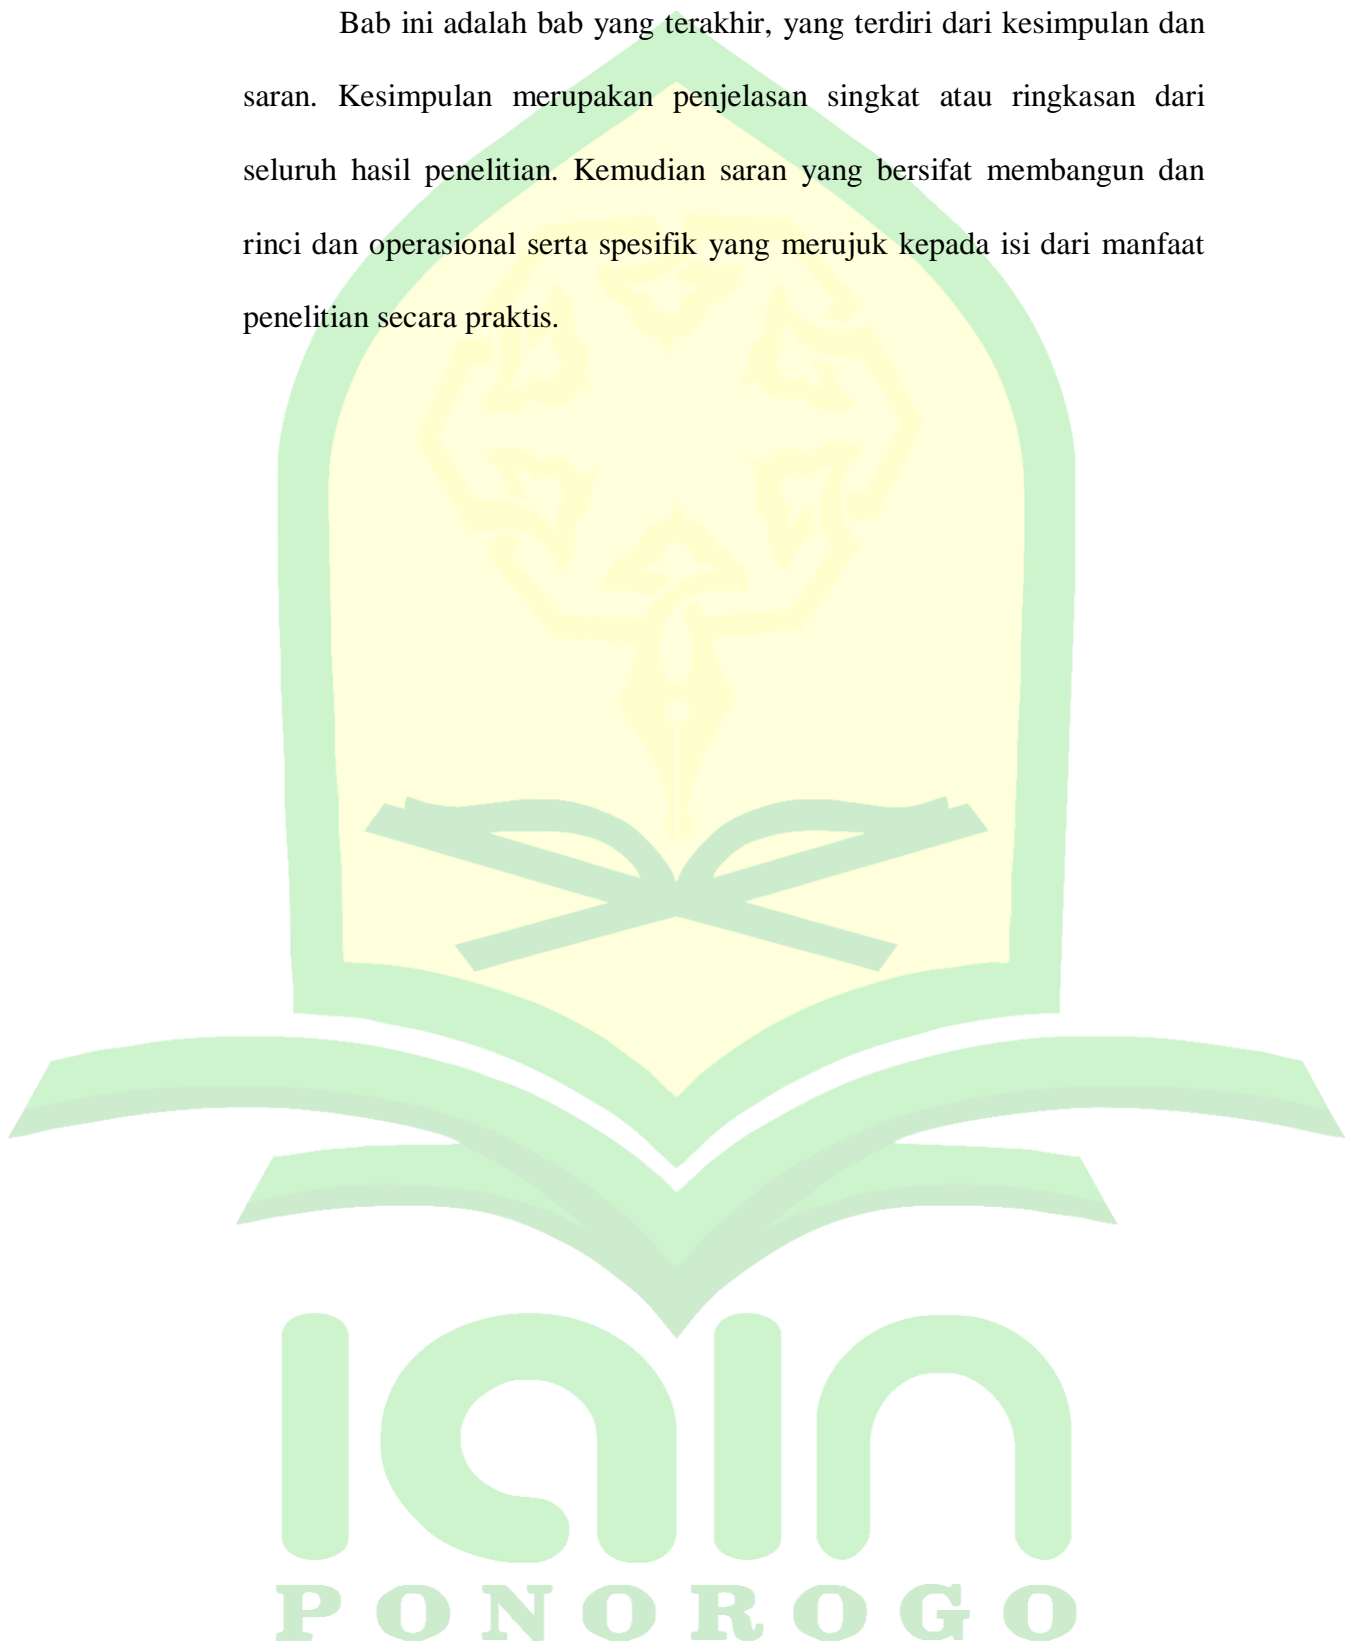 Bab ini adalah bab yang terakhir, yang terdiri dari kesimpulan dan
saran. Kesimpulan merupakan penjelasan singkat atau ringkasan dari
seluruh hasil penelitian. Kemudian saran yang bersifat membangun dan
rinci dan operasional serta spesifik yang merujuk kepada isi dari manfaat
penelitian secara praktis.
iain
PONOROGO